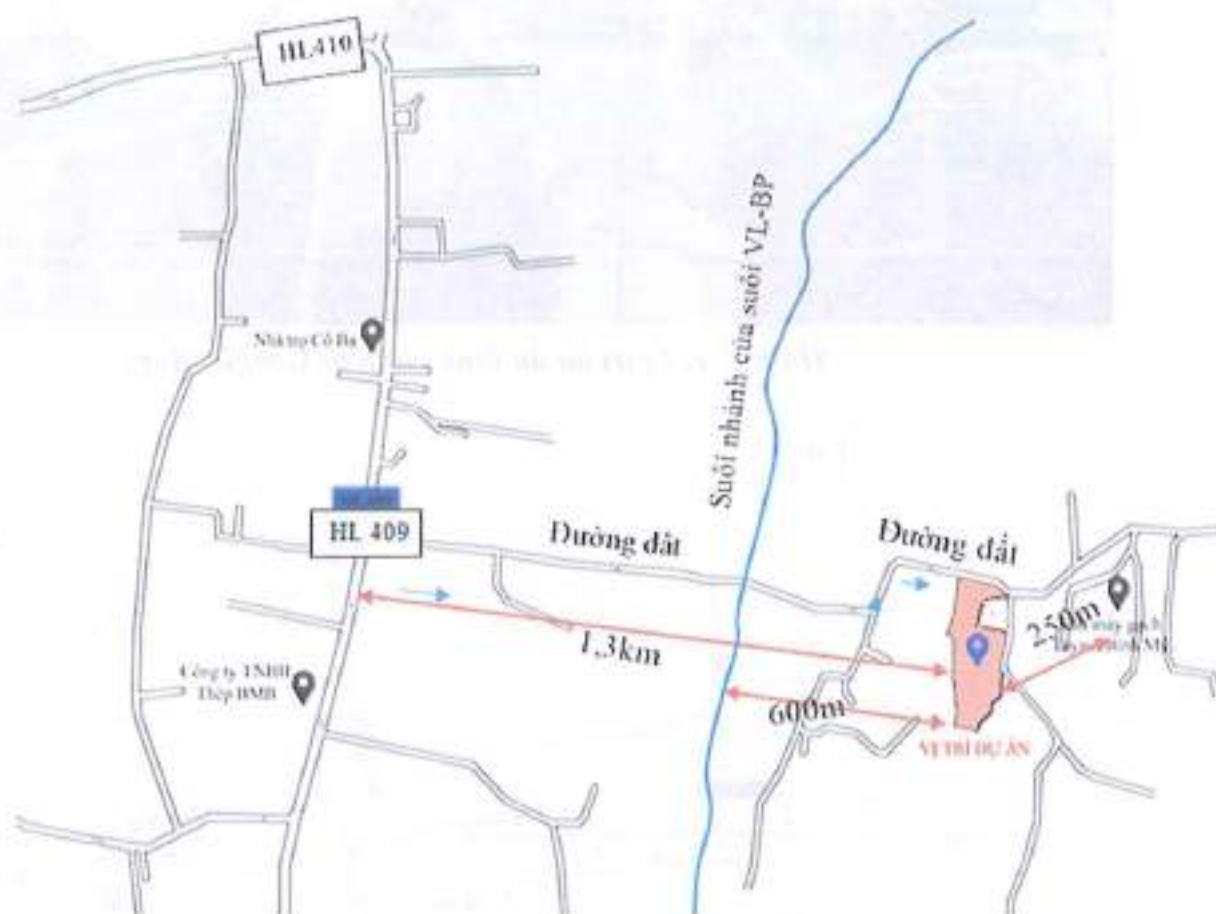 HL410
Suối nhánh của suối VL-BP
Nhà trọ Cô Ba
HL 409
Đường đất
Đường đất
250m
1,3km
Công ty TNHH
Thép BMB
600m
VỊ TRÍ DỰ ÁN